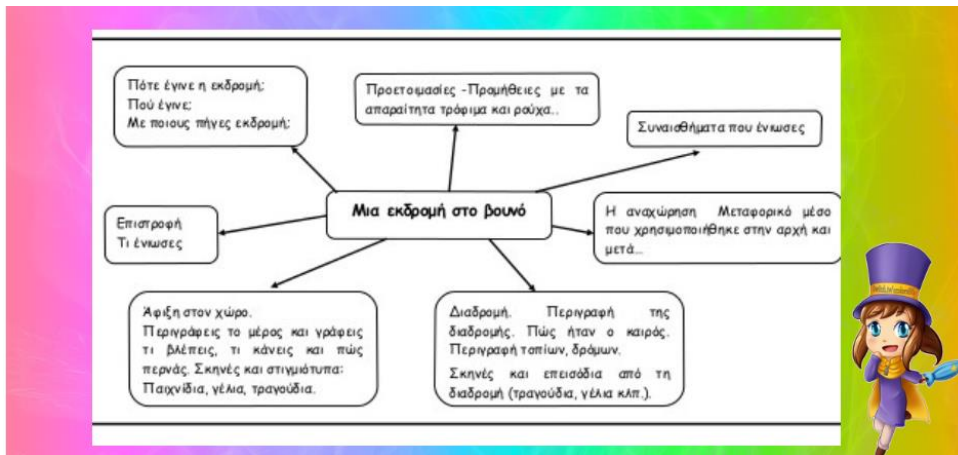 Πότε έγινε η εκδρομή;
Πού έγινε;
Με ποιους πήγες εκδρομή;
Προετοιμασίες -Προμήθειες με τα
απαραίτητα τρόφιμα και ρούχα..
Συναισθήματα που ένιωσες
Μια εκδρομή στο βουνό
Επιστροφή
Τι ένιωσες
Η αναχώρηση Μεταφορικό μέσο
που χρησιμοποιήθηκε στην αρχή και
μετά...
Άφιξη στον χώρο.
Περιγράφεις το μέρος και γράφεις
τι βλέπεις, τι κάνεις και πώς
περνάς. Σκηνές και στιγμιότυπα:
Παιχνίδια, γέλια, τραγούδια.
Διαδρομή. Περιγραφή της
διαδρομής. Πώς ήταν ο καιρός.
Περιγραφή τοπίων, δρόμων.
Σκηνές και επεισόδια από τη
διαδρομή (τραγούδια, γέλια κλπ.).